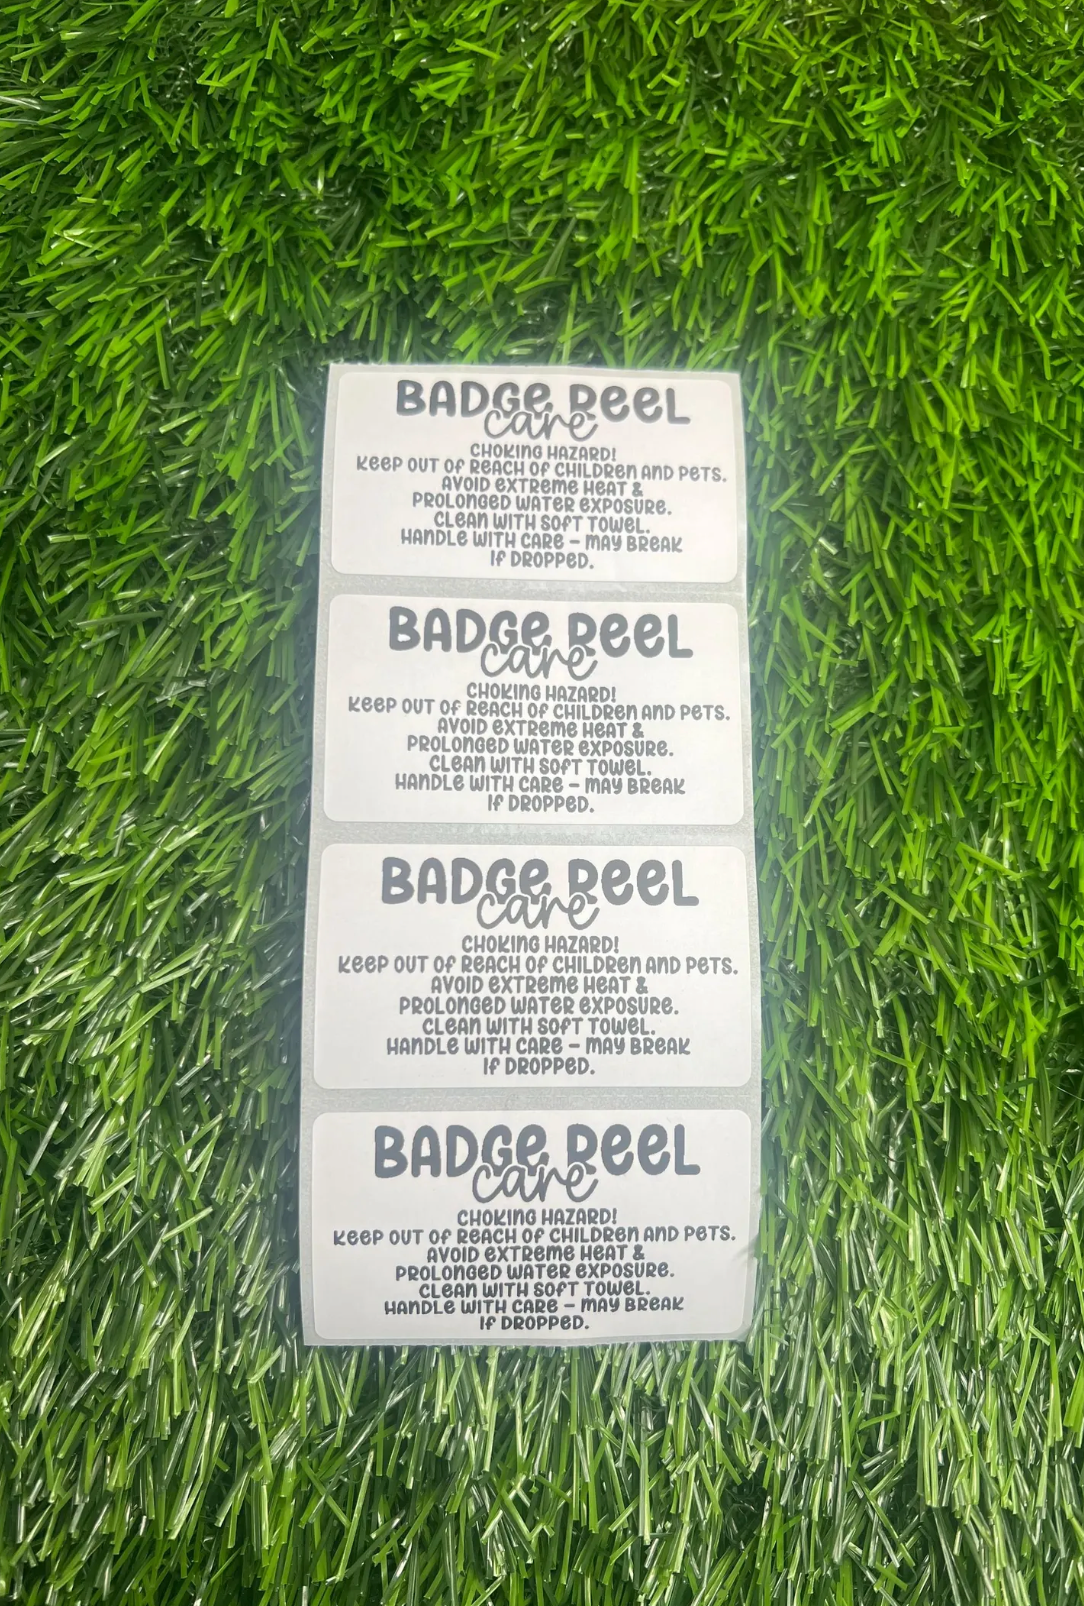 BADGe ReeL
care
CHOKING HAZARD!
KeeP OUT OF REACH OF CHILDREN AND PETS.
AVOID EXTREME HEAT &
PROLONGED WATER EXPOSURE.
CLEAN WITH SOFT TOWEL.
HANDLE WITH CARE – MAY BREAK
IF DROPPED.
BADGe ReeL
care
CHOKING HAZARD!
KeeP OUT OF REACH OF CHILDREN AND PETS.
AVOID EXTREME HEAT &
PROLONGED WATER EXPOSURE.
CLEAN WITH SOFT TOWEL.
HANDLE WITH CARE – MAY BREAK
IF DROPPED.
BADGe ReeL
care
CHOKING HAZARD!
KeeP OUT OF REACH OF CHILDREN AND PETS.
AVOID EXTREME HEAT &
PROLONGED WATER EXPOSURE.
CLEAN WITH SOFT TOWEL.
HANDLE WITH CARE – MAY BREAK
IF DROPPED.
BADGe ReeL
care
CHOKING HAZARD!
KeeP OUT OF REACH OF CHILDREN AND PETS.
AVOID EXTREME HEAT &
PROLONGED WATER EXPOSURE.
CLEAN WITH SOFT TOWEL.
HANDLE WITH CARE – MAY BREAK
IF DROPPED.